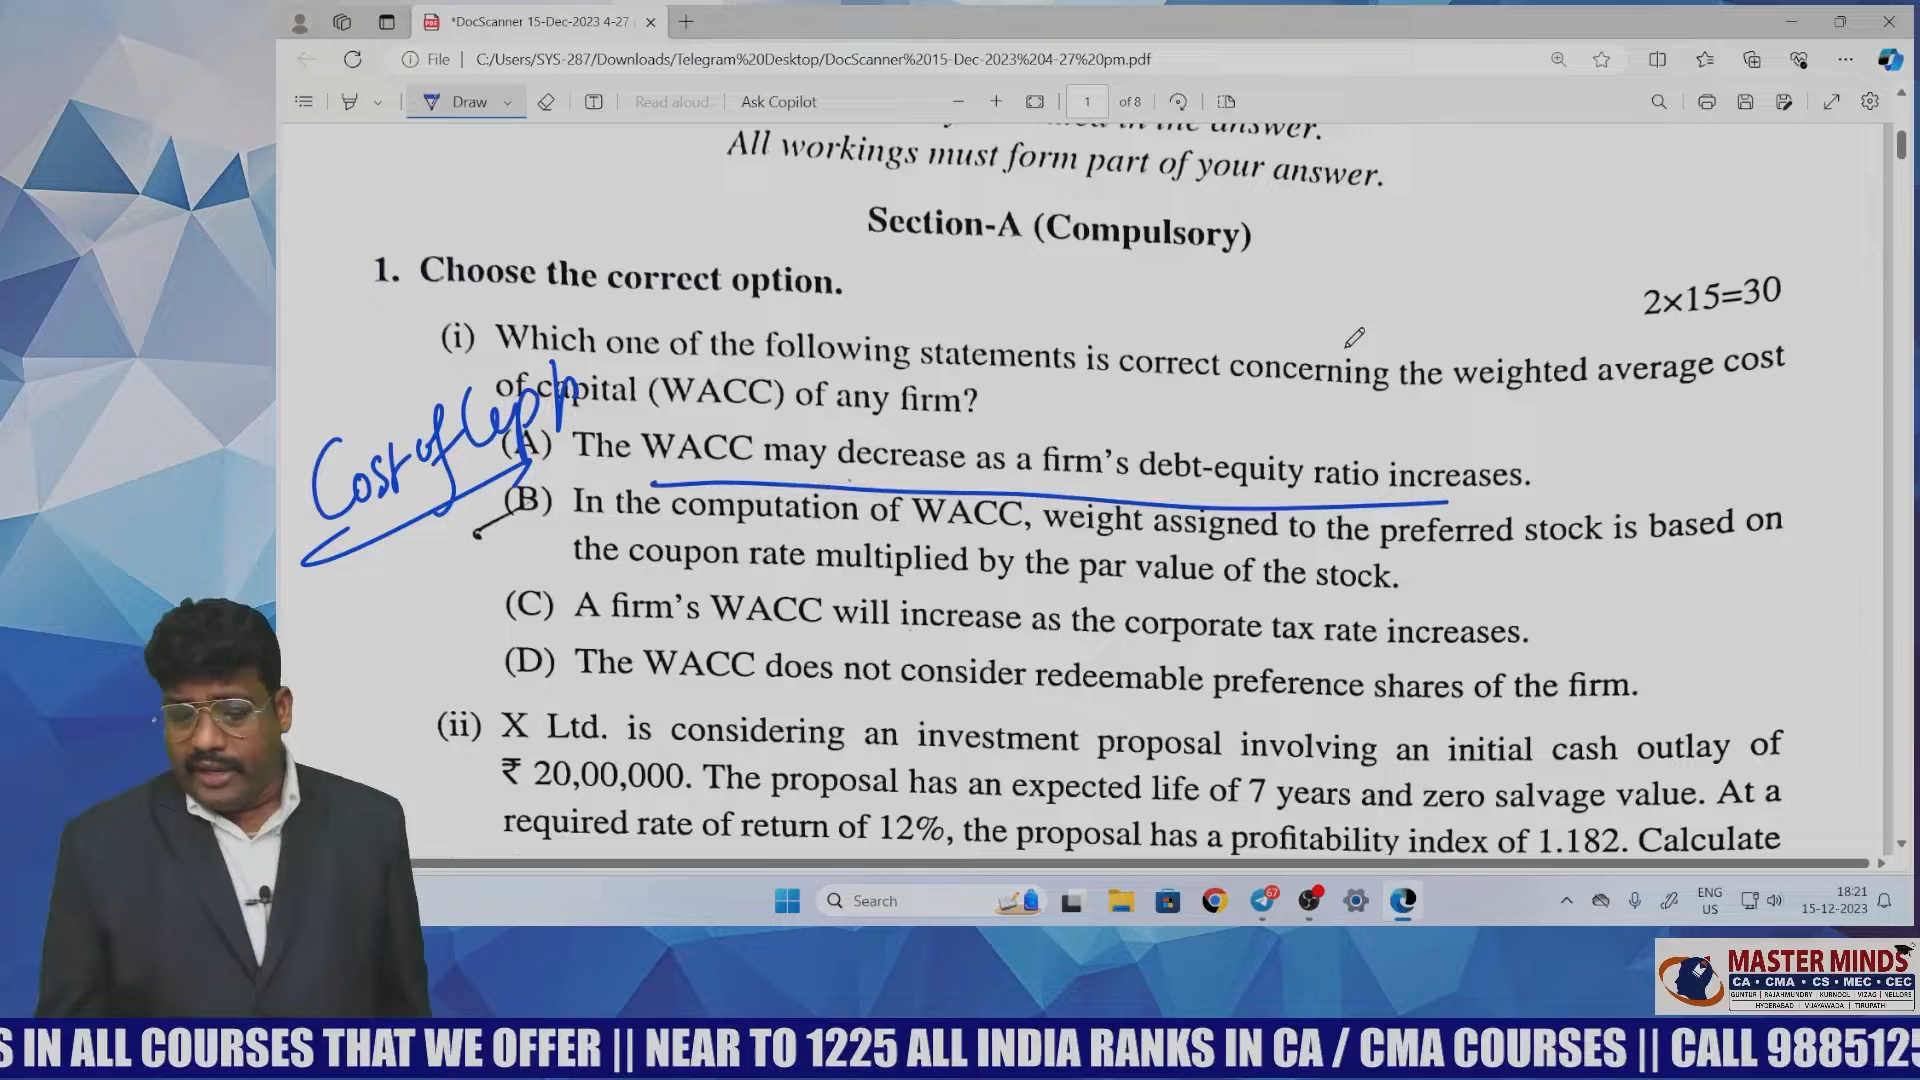 *DocScanner 15-Dec-2023 4-27
File
C:/Users/SYS-287/Downloads/Telegram%20Desktop/DocScanner%2015-Dec-2023%204-27%20pm.pdf
Draw
Read aloud
Ask Copilot
1
of 8
All workings must form part of your answer.
Section-A (Compulsory)
1. Choose the correct option.
2×15=30
(i) Which one of the following statements is correct concerning the weighted average cost
of capital (WACC) of any firm?
Cost of
(A) The WACC may decrease as a firm's debt-equity ratio increases.
(B) In the computation of WACC, weight assigned to the preferred stock is based on
the coupon rate multiplied by the par value of the stock.
(C) A firm's WACC will increase as the corporate tax rate increases.
(D) The WACC does not consider redeemable preference shares of the firm.
(ii) X Ltd. is considering an investment proposal involving an initial cash outlay of
₹ 20,00,000. The proposal has an expected life of 7 years and zero salvage value. At a
required rate of return of 12%, the proposal has a profitability index of 1.182. Calculate
Search
67
ENG
US
18:21
15-12-2023
MASTER MINDS
CA • CMA • CS • MEC • CEC
GUNTUR | RAJAHMUNDRY | KURNOOL | VIZAG | NELLORE
HYDERABAD | VIJAYAWADA | TIRUPATHI
S IN ALL COURSES THAT WE OFFER || NEAR TO 1225 ALL INDIA RANKS IN CA / CMA COURSES || CALL 9885125